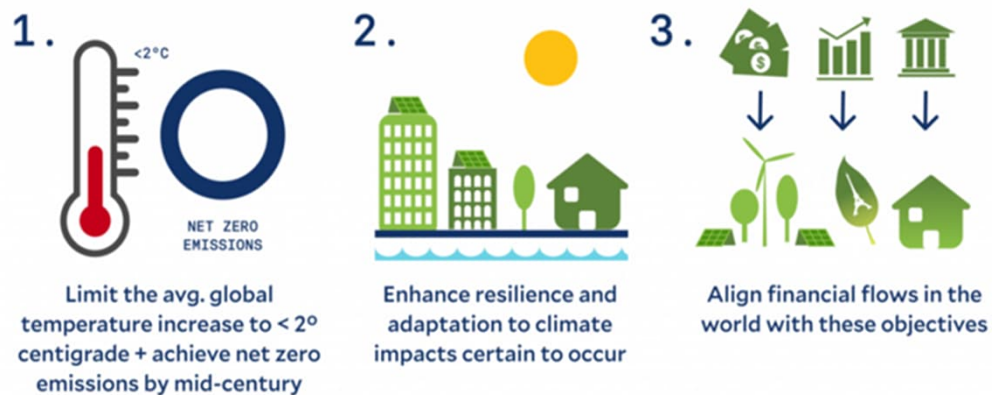 1.
<2°C
NET ZERO
EMISSIONS
Limit the avg. global
temperature increase to < 2º
centigrade + achieve net zero
emissions by mid-century
2.
Enhance resilience and
adaptation to climate
impacts certain to occur
3.
$
Align financial flows in the
world with these objectives